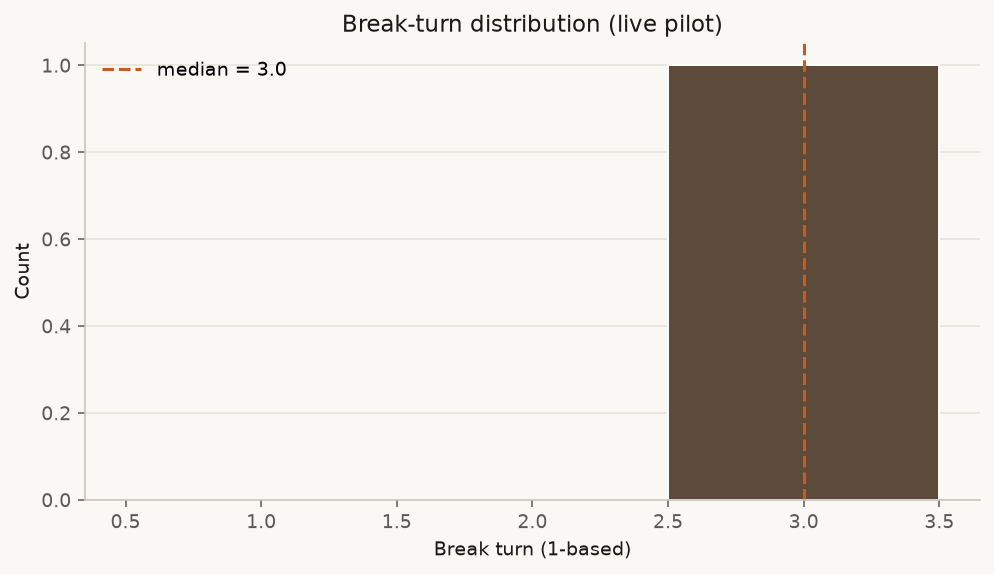 Break-turn distribution (live pilot)
median = 3.0
1.0
0.8
0.6
0.4
0.2
0.0
Count
0.5 1.0 1.5 2.0 2.5 3.0 3.5
Break turn (1-based)